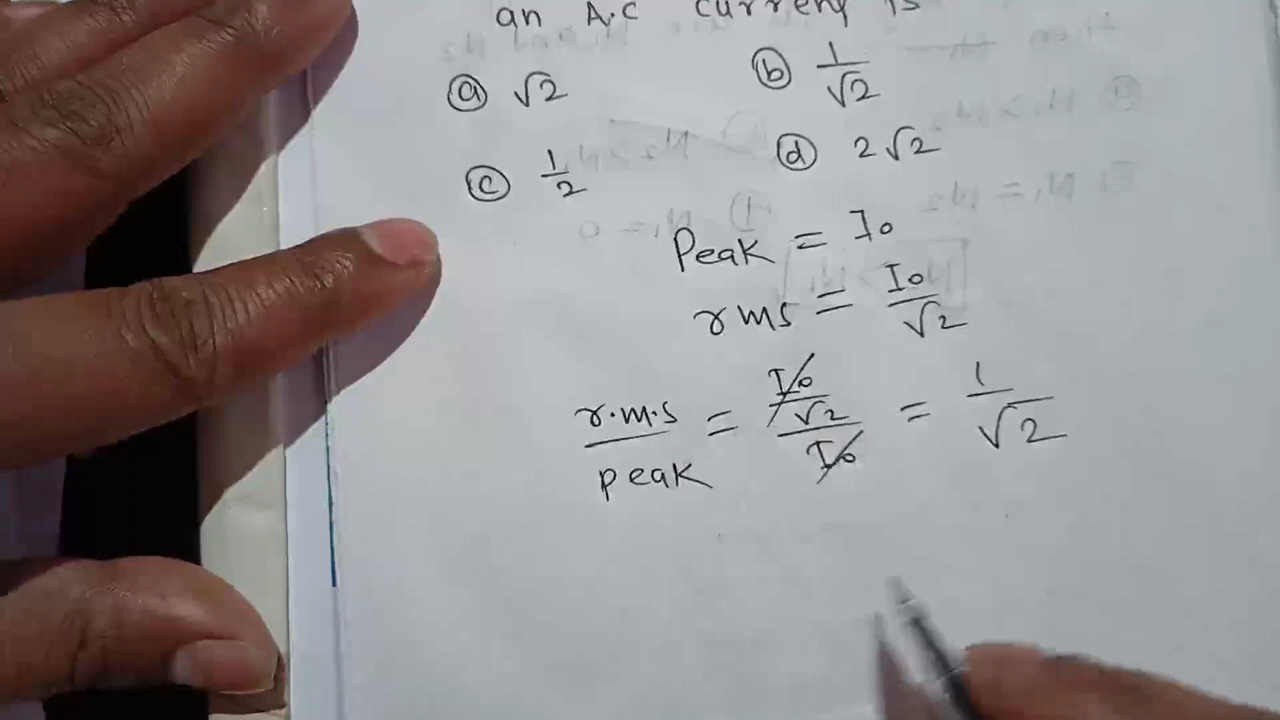 an A.C current is
ⓐ √2 ⓑ 1/√2
ⓒ 1/2 ⓓ 2√2
Peak = I₀
rms = I₀/√2
r.m.s/peak = (I₀/√2)/I₀ = 1/√2